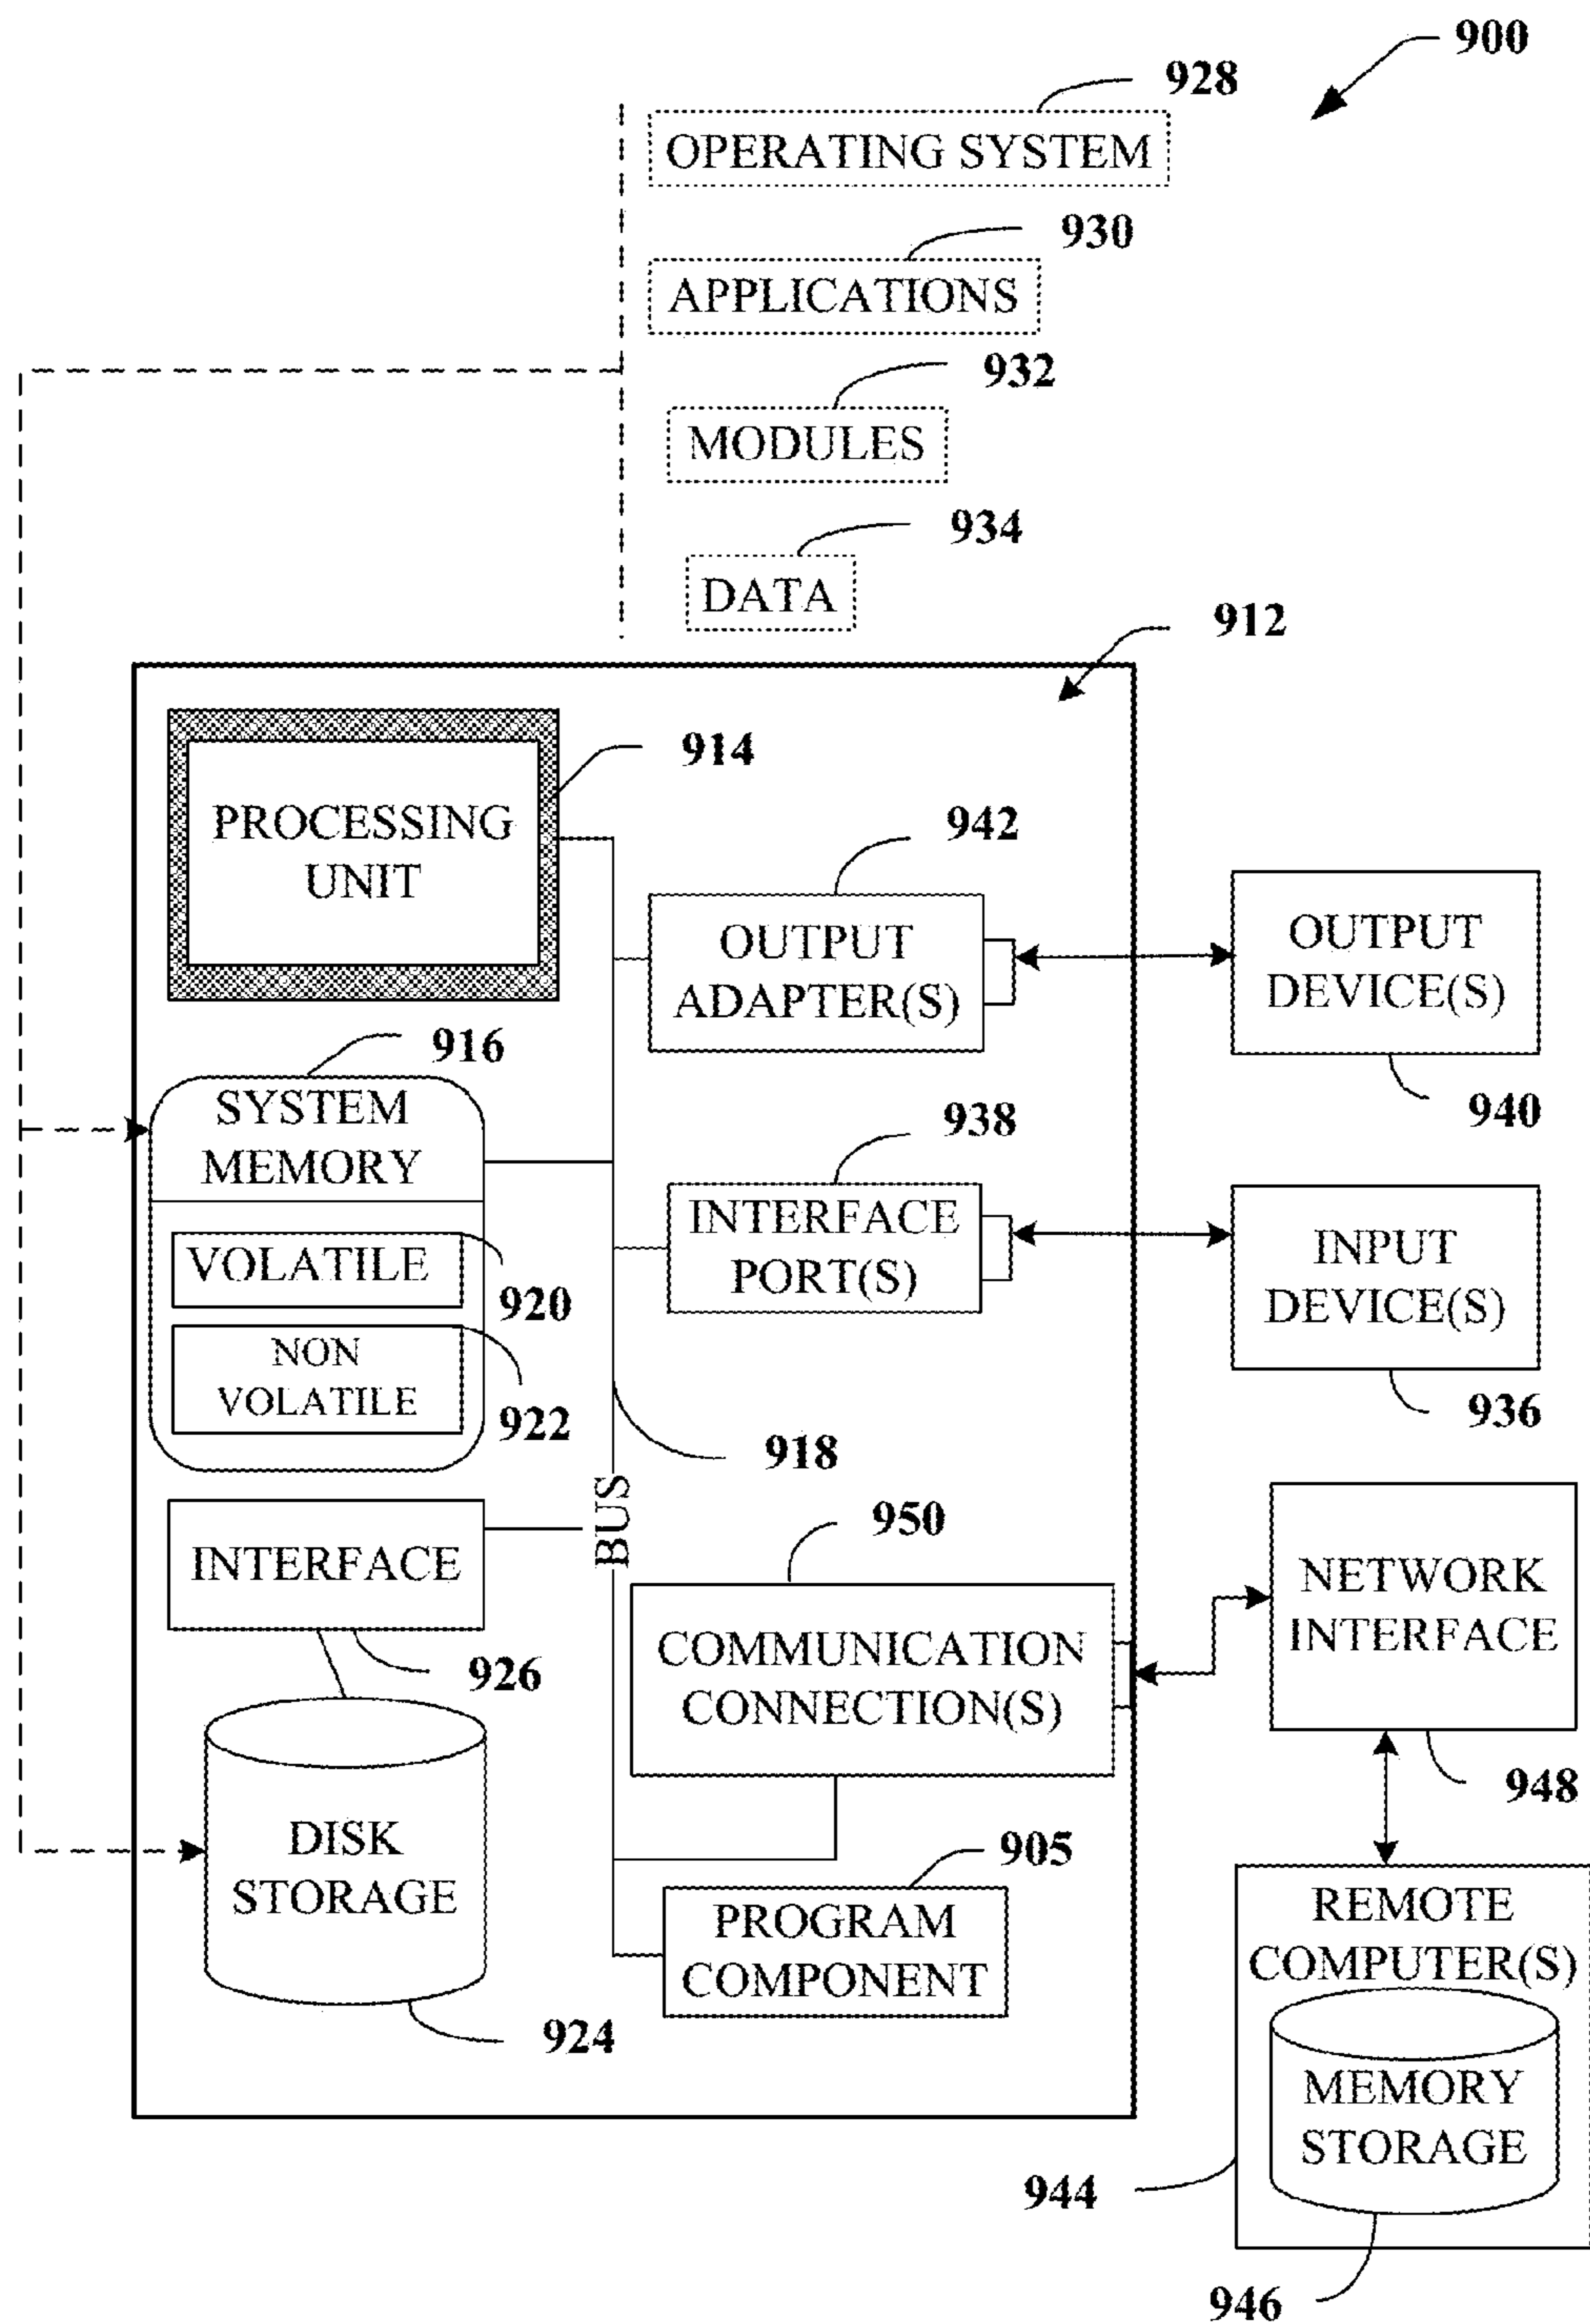 900
928
OPERATING SYSTEM
930
APPLICATIONS
932
MODULES
934
DATA
912
914
PROCESSING
UNIT
942
OUTPUT
ADAPTER(S)
OUTPUT
DEVICE(S)
940
916
SYSTEM
MEMORY
VOLATILE
920
NON
VOLATILE
922
938
INTERFACE
PORT(S)
INPUT
DEVICE(S)
936
918
BUS
INTERFACE
926
950
COMMUNICATION
CONNECTION(S)
NETWORK
INTERFACE
948
DISK
STORAGE
924
905
PROGRAM
COMPONENT
REMOTE
COMPUTER(S)
MEMORY
STORAGE
944
946